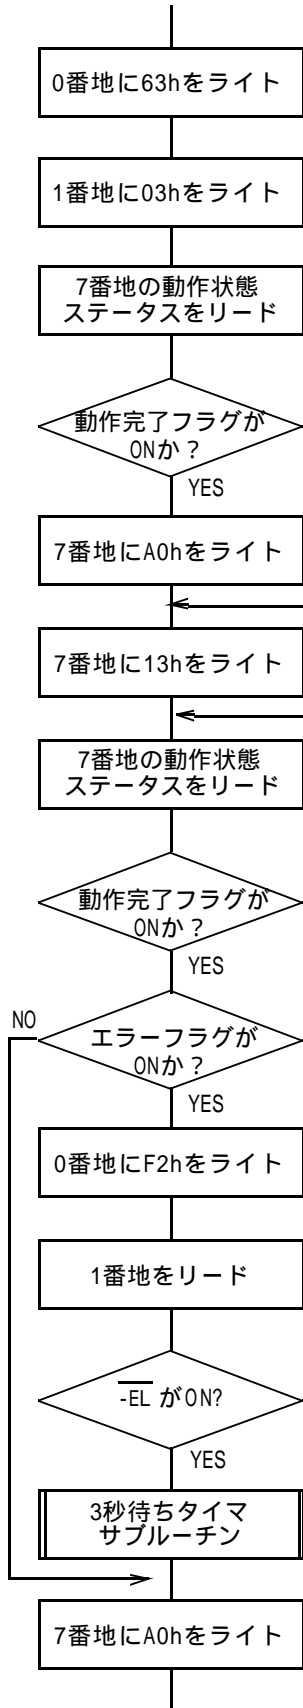 0番地に63hをライト
1番地に03hをライト
7番地の動作状態
ステータスをリード
動作完了フラグが
ONか？
YES
7番地にA0hをライト
7番地に13hをライト
7番地の動作状態
ステータスをリード
動作完了フラグが
ONか？
YES
NO
エラーフラグが
ONか？
YES
0番地にF2hをライト
1番地をリード
-EL がON?
YES
3秒待ちタイマ
サブルーチン
7番地にA0hをライト